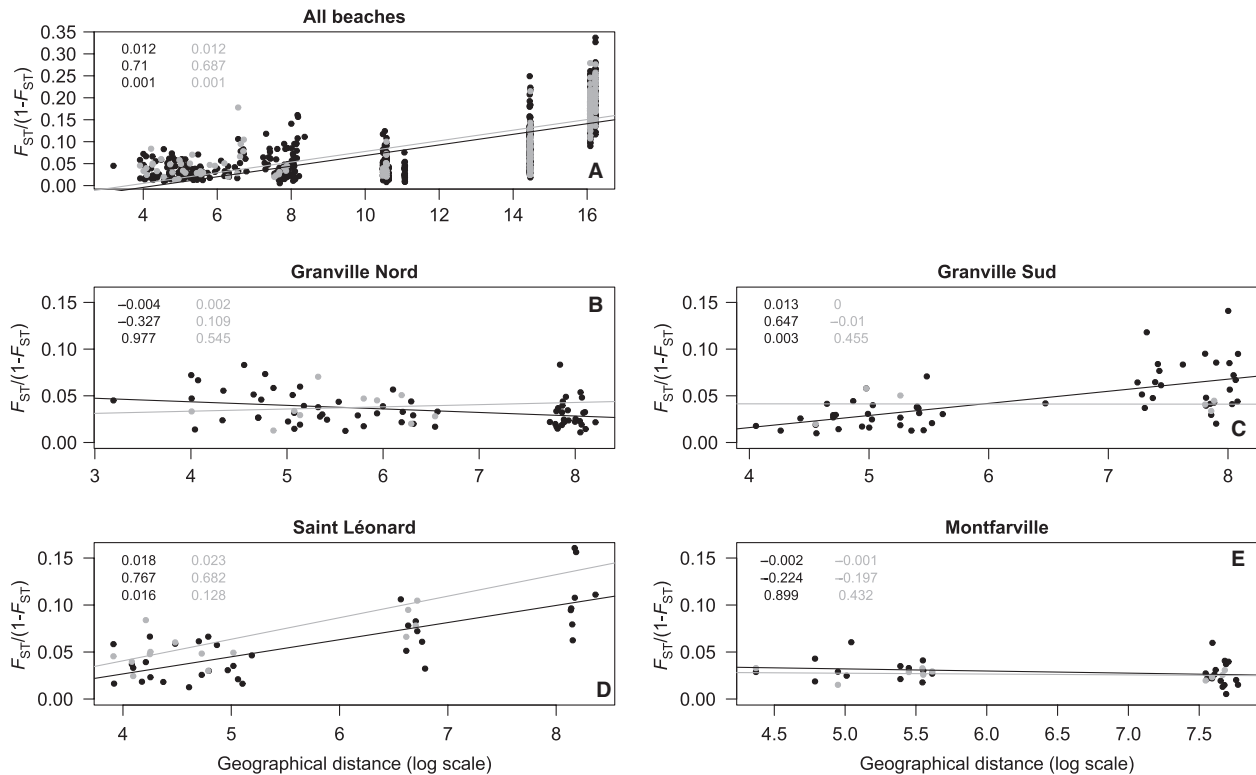 All beaches
F_ST/(1-F_ST)
0.35
0.30
0.25
0.20
0.15
0.10
0.05
0.00
0.012 0.012
0.71 0.687
0.001 0.001
A
4 6 8 10 12 14 16
Granville Nord
F_ST/(1-F_ST)
0.15
0.10
0.05
0.00
−0.004 0.002
−0.327 0.109
0.977 0.545
B
3 4 5 6 7 8
Granville Sud
F_ST/(1-F_ST)
0.15
0.10
0.05
0.00
0.013 0
0.647 −0.01
0.003 0.455
C
4 5 6 7 8
Saint Léonard
F_ST/(1-F_ST)
0.15
0.10
0.05
0.00
0.018 0.023
0.767 0.682
0.016 0.128
D
4 5 6 7 8
Geographical distance (log scale)
Montfarville
F_ST/(1-F_ST)
0.15
0.10
0.05
0.00
−0.002 −0.001
−0.224 −0.197
0.899 0.432
E
4.5 5.0 5.5 6.0 6.5 7.0 7.5
Geographical distance (log scale)